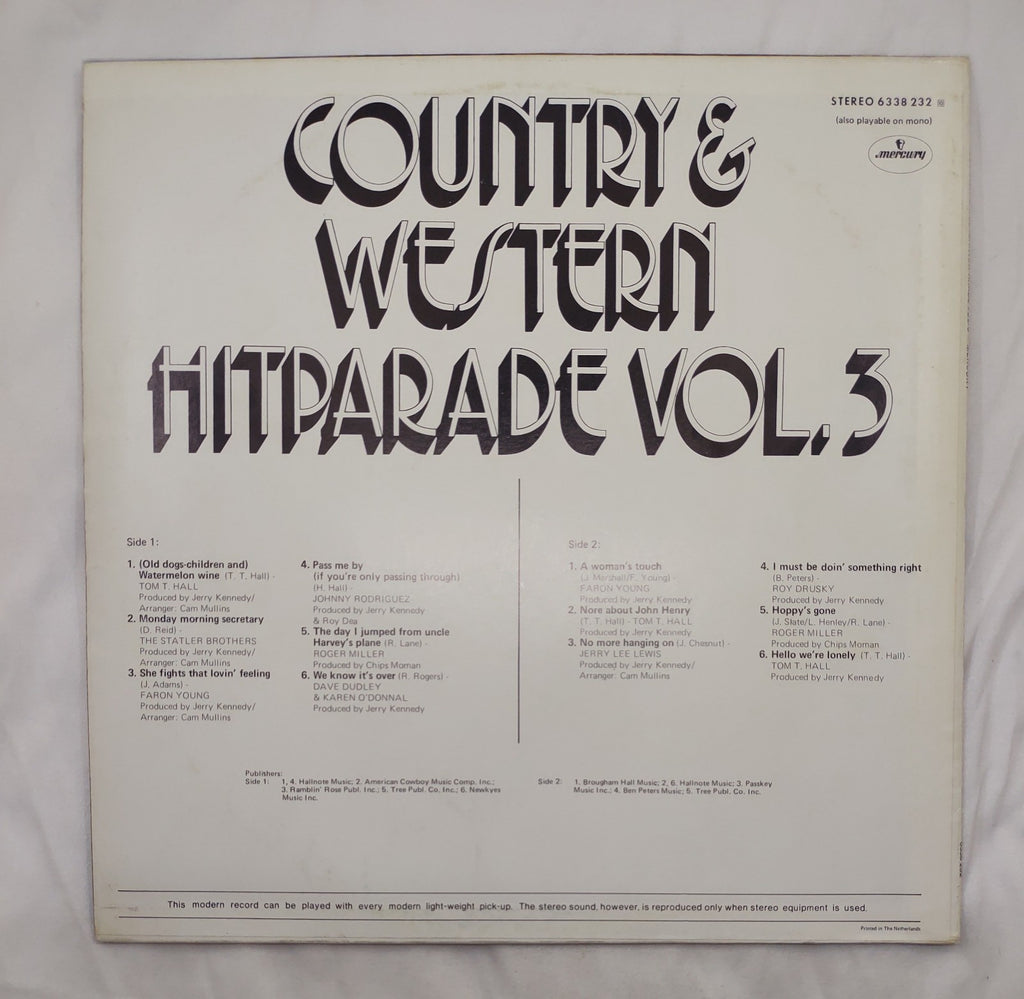 STEREO 6338 232
(also playable on mono)
mercury
COUNTRY &
WESTERN
HITPARADE VOL. 3
Side 1:
1. (Old dogs-children and)
Watermelon wine (T. T. Hall) -
TOM T. HALL
Produced by Jerry Kennedy/
Arranger: Cam Mullins
2. Monday morning secretary
(D. Reid) -
THE STATLER BROTHERS
Produced by Jerry Kennedy/
Arranger: Cam Mullins
3. She fights that lovin' feeling
(J. Adams) -
FARON YOUNG
Produced by Jerry Kennedy/
Arranger: Cam Mullins
4. Pass me by
(if you're only passing through)
(H. Hall) -
JOHNNY RODRIGUEZ
Produced by Jerry Kennedy
& Roy Dea
5. The day I jumped from uncle
Harvey's plane (R. Lane) -
ROGER MILLER
Produced by Chips Moman
6. We know it's over (R. Rogers) -
DAVE DUDLEY
& KAREN O'DONNAL
Produced by Jerry Kennedy
Side 2:
1. A woman's touch
(J. Marshall/F. Young) -
FARON YOUNG
Produced by Jerry Kennedy
2. Nore about John Henry
(T. T. Hall) - TOM T. HALL
Produced by Jerry Kennedy
3. No more hanging on (J. Chesnut) -
JERRY LEE LEWIS
Produced by Jerry Kennedy/
Arranger: Cam Mullins
4. I must be doin' something right
(B. Peters) -
ROY DRUSKY
Produced by Jerry Kennedy
5. Hoppy's gone
(J. Slate/L. Henley/R. Lane) -
ROGER MILLER
Produced by Chips Moman
6. Hello we're lonely (T. T. Hall) -
TOM T. HALL
Produced by Jerry Kennedy
Publishers:
Side 1: 1, 4. Hallnote Music; 2. American Cowboy Music Comp. Inc.;
3. Ramblin' Rose Publ. Inc.; 5. Tree Publ. Co. Inc.; 6. Newkyes
Music Inc.
Side 2: 1. Brougham Hall Music; 2, 6. Hallnote Music; 3. Passkey
Music Inc.; 4. Ben Peters Music; 5. Tree Publ. Co. Inc.
This modern record can be played with every modern light-weight pick-up. The stereo sound, however, is reproduced only when stereo equipment is used.
Printed in The Netherlands